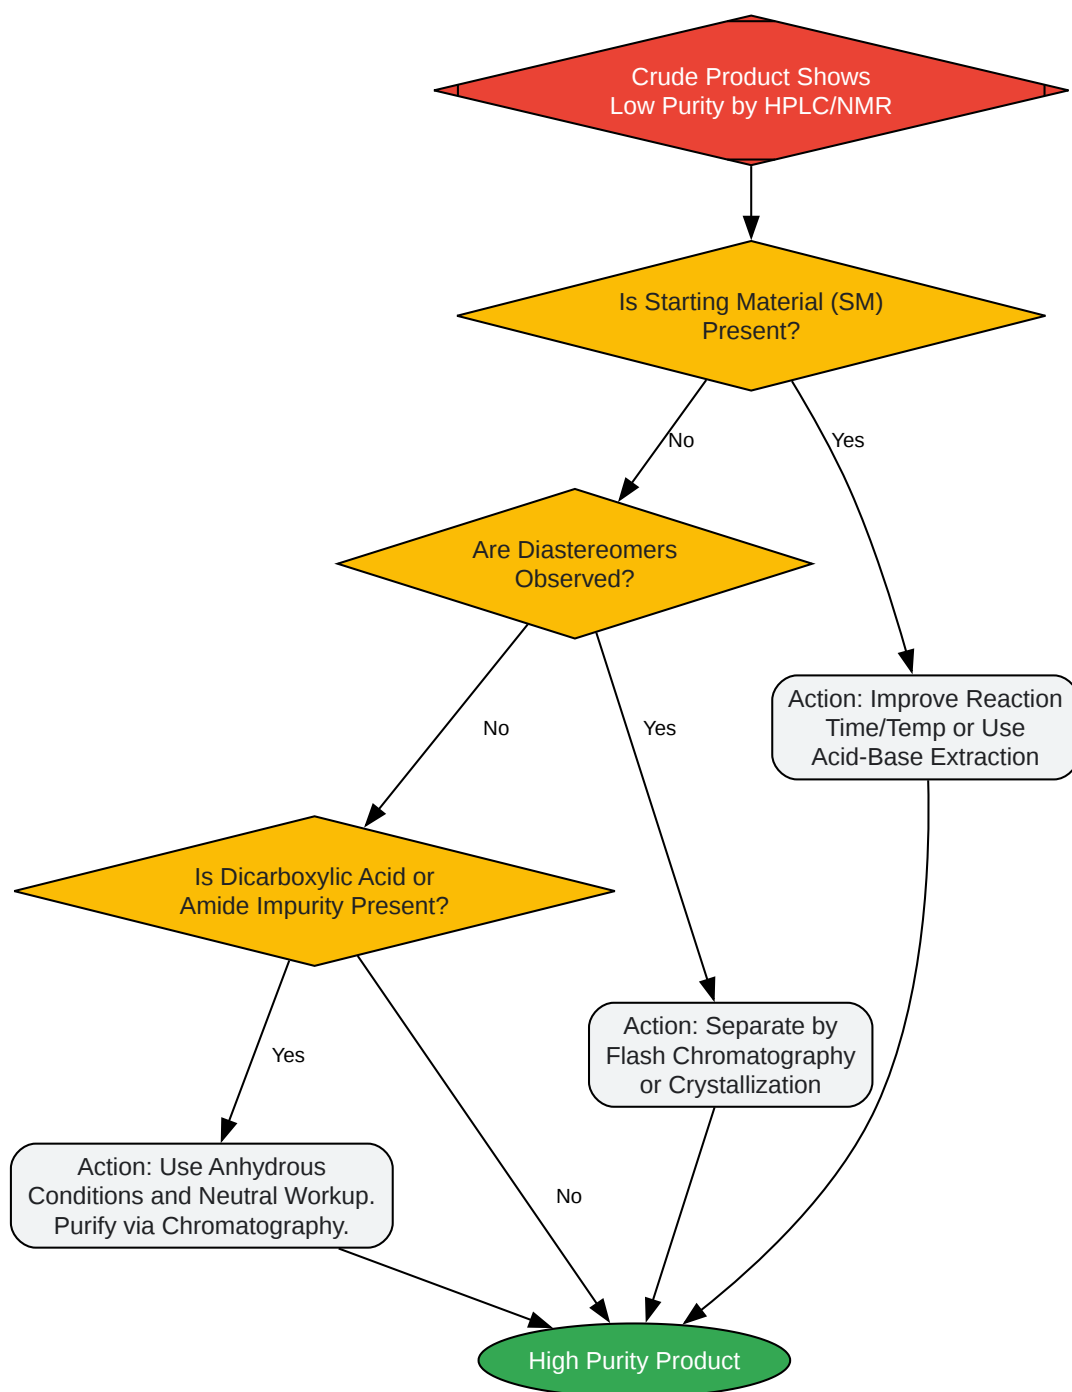 Crude Product Shows
Low Purity by HPLC/NMR
Is Starting Material (SM)
Present?
No
Yes
Are Diastereomers
Observed?
Action: Improve Reaction
Time/Temp or Use
Acid-Base Extraction
No
Yes
Is Dicarboxylic Acid or
Amide Impurity Present?
Action: Separate by
Flash Chromatography
or Crystallization
Yes
Action: Use Anhydrous
Conditions and Neutral Workup.
Purify via Chromatography.
No
High Purity Product